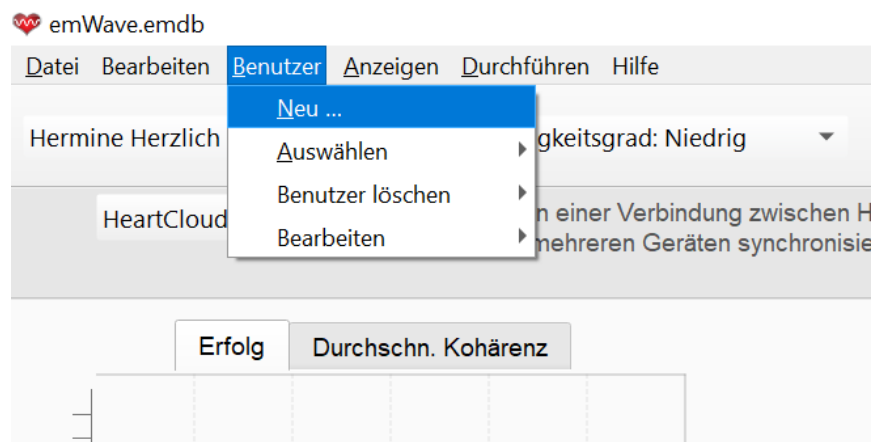 emWave.emdb
Datei Bearbeiten Benutzer Anzeigen Durchführen Hilfe
Neu ...
Hermine Herzlich gkeitsgrad: Niedrig
Auswählen
Benutzer löschen
HeartCloud n einer Verbindung zwischen H
Bearbeiten
mehreren Geräten synchronisie
Erfolg Durchschn. Kohärenz